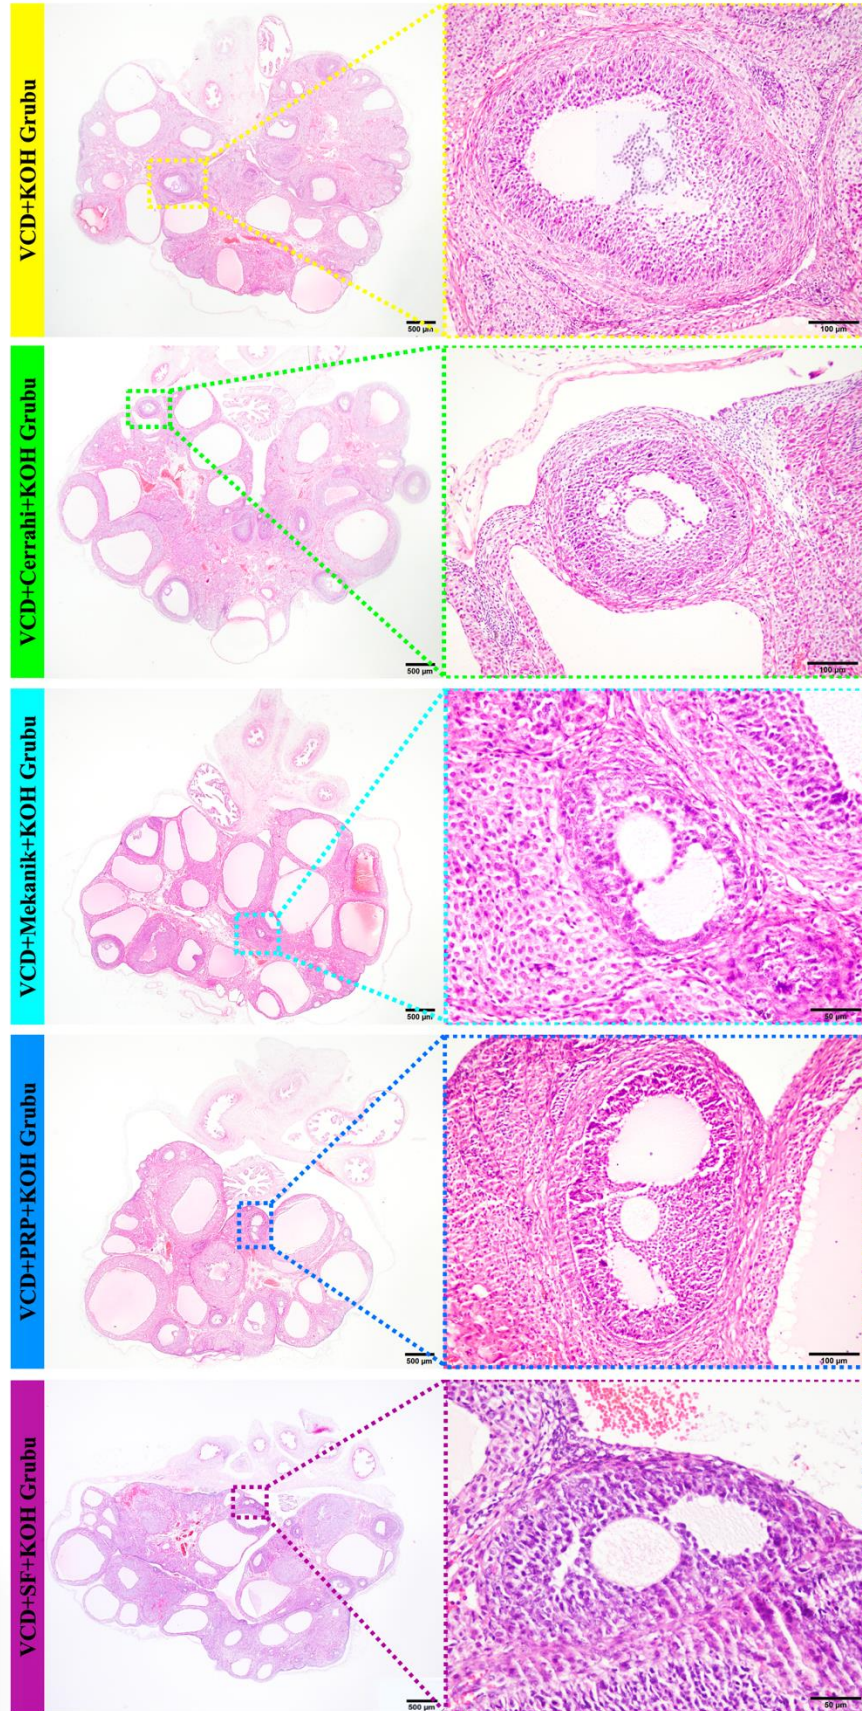 VCD+KOH Grubu
500 µm
100 µm
VCD+Cerrahi+KOH Grubu
500 µm
100 µm
VCD+Mekanik+KOH Grubu
500 µm
50 µm
VCD+PRP+KOH Grubu
500 µm
100 µm
VCD+SF+KOH Grubu
500 µm
50 µm